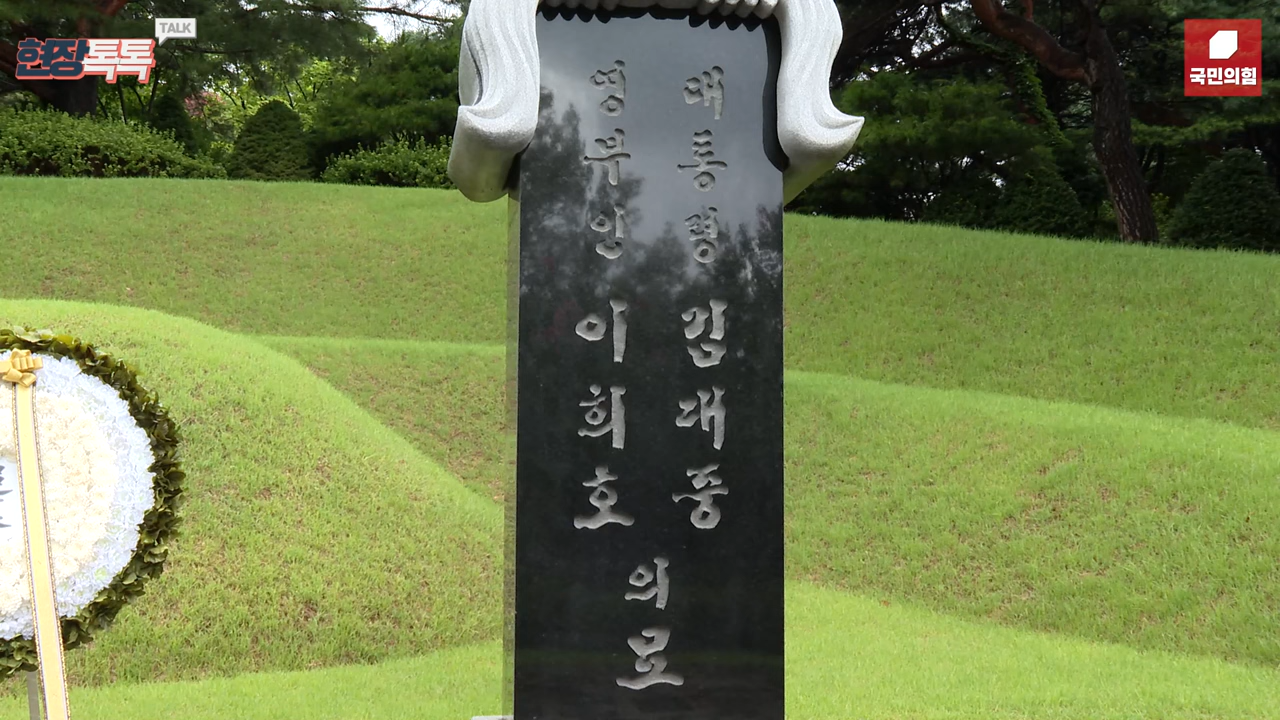 현장톡톡
TALK
국민의힘
대통령 김대중
영부인 이희호
의 묘